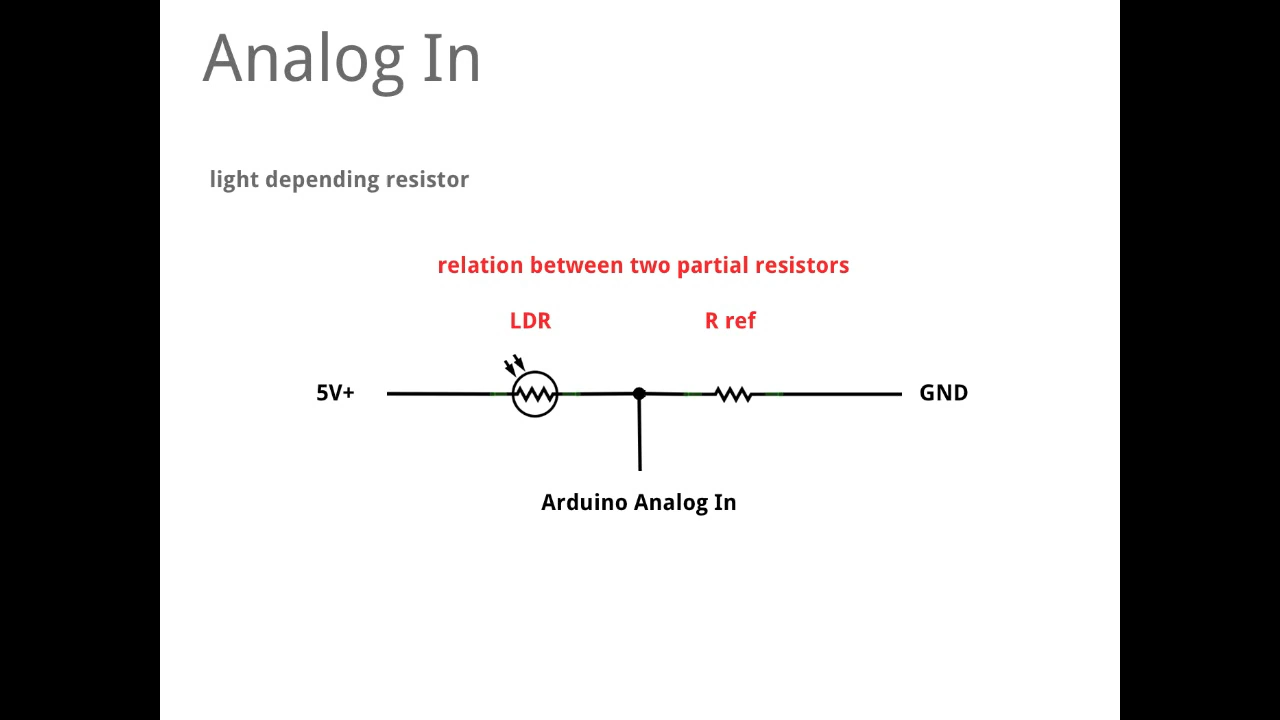 Analog In
light depending resistor
relation between two partial resistors
LDR R ref
5V+ GND
Arduino Analog In